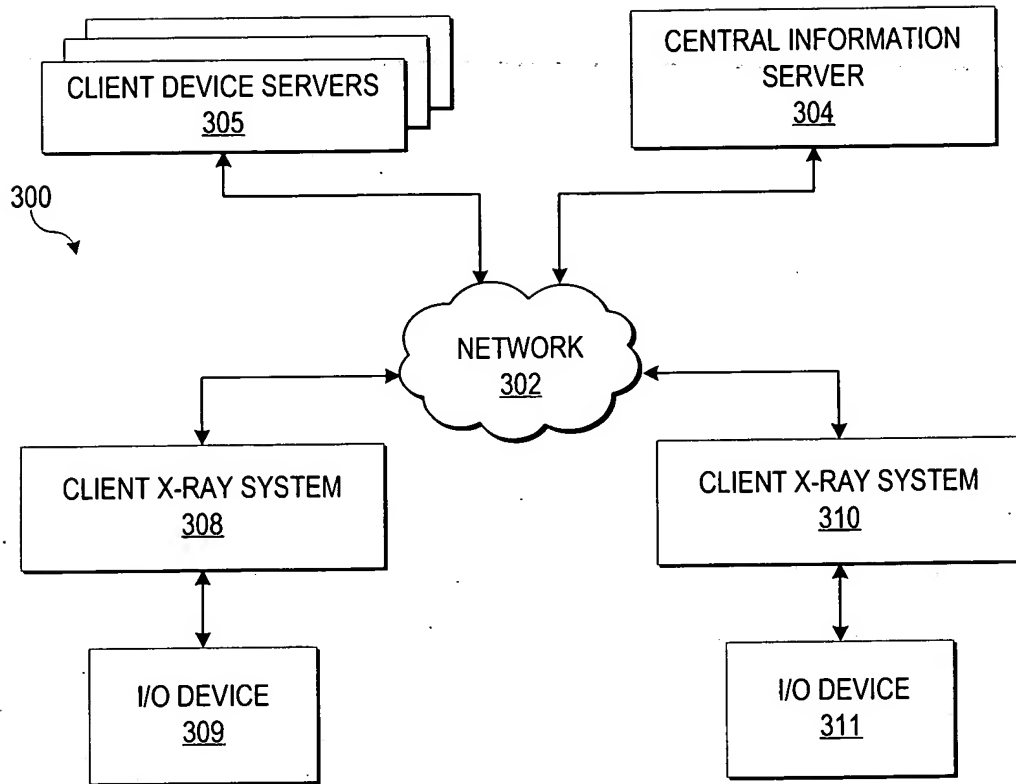 CLIENT DEVICE SERVERS
305
CENTRAL INFORMATION
SERVER
304
300
NETWORK
302
CLIENT X-RAY SYSTEM
308
CLIENT X-RAY SYSTEM
310
I/O DEVICE
309
I/O DEVICE
311